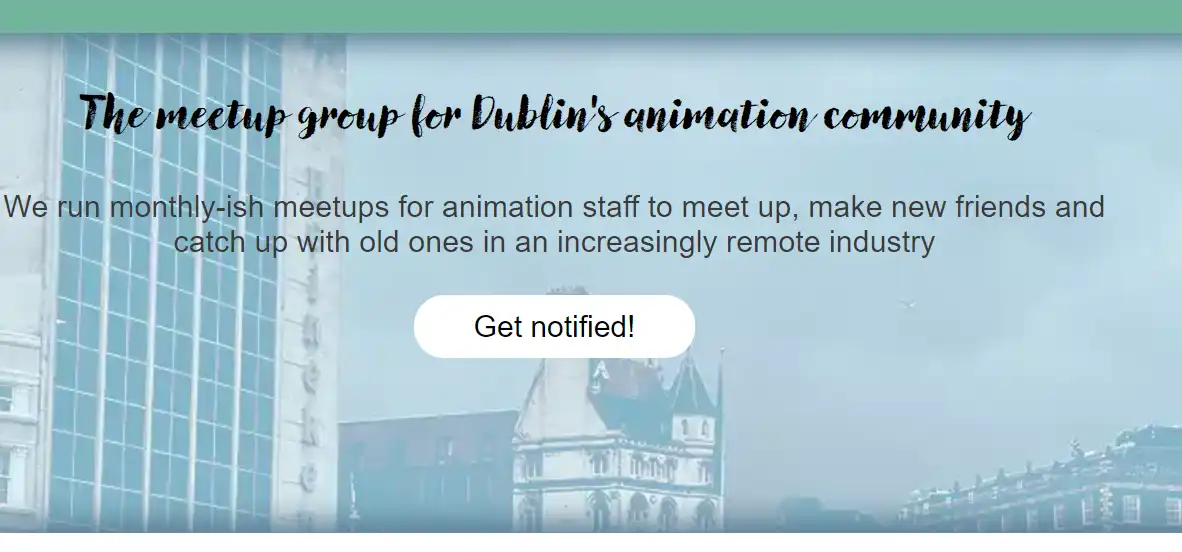 The meetup group for Dublin's animation community
We run monthly-ish meetups for animation staff to meet up, make new friends and
catch up with old ones in an increasingly remote industry
Get notified!